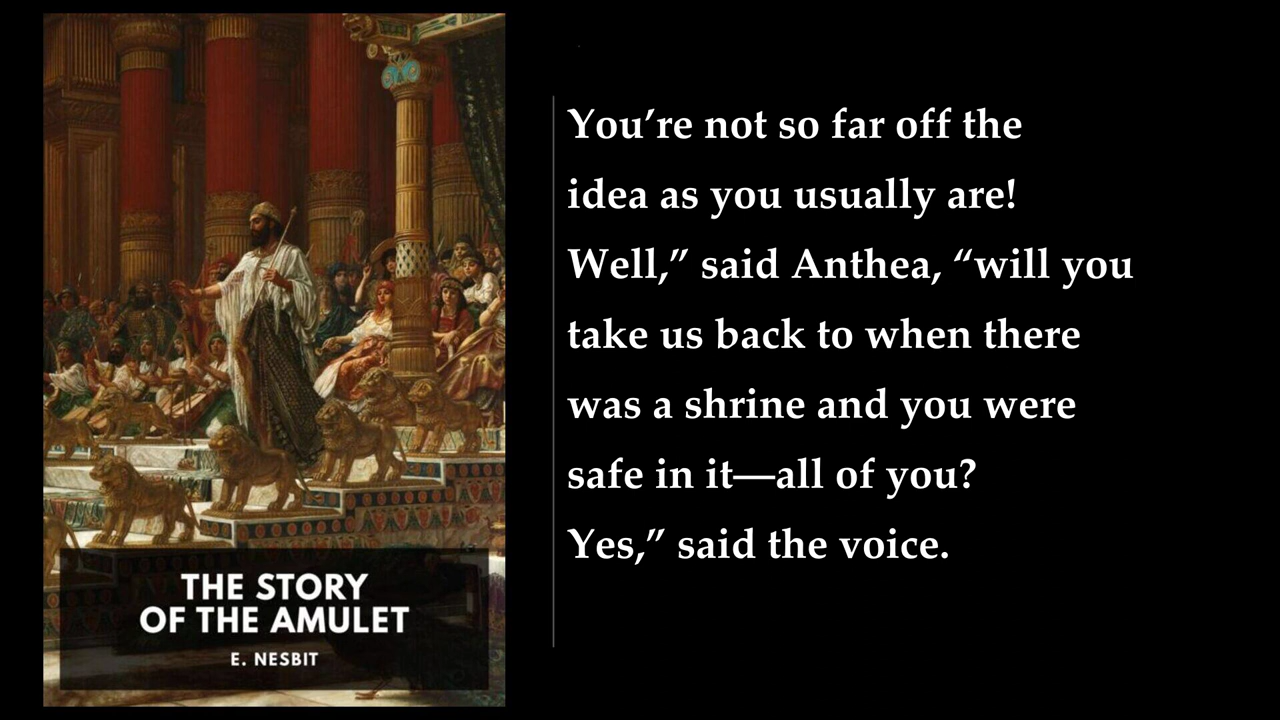 THE STORY
OF THE AMULET
E. NESBIT
You’re not so far off the
idea as you usually are!
Well,” said Anthea, “will you
take us back to when there
was a shrine and you were
safe in it—all of you?
Yes,” said the voice.